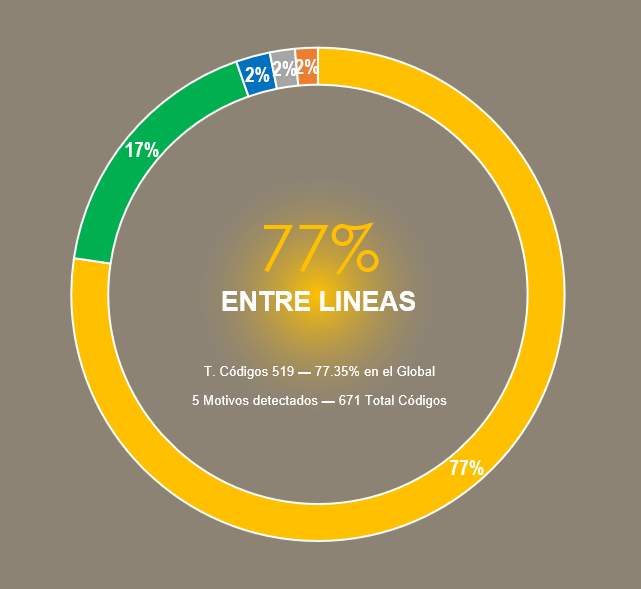 2%
2%
2%
17%
77%
ENTRE LINEAS
T. Códigos 519 — 77.35% en el Global
5 Motivos detectados — 671 Total Códigos
77%